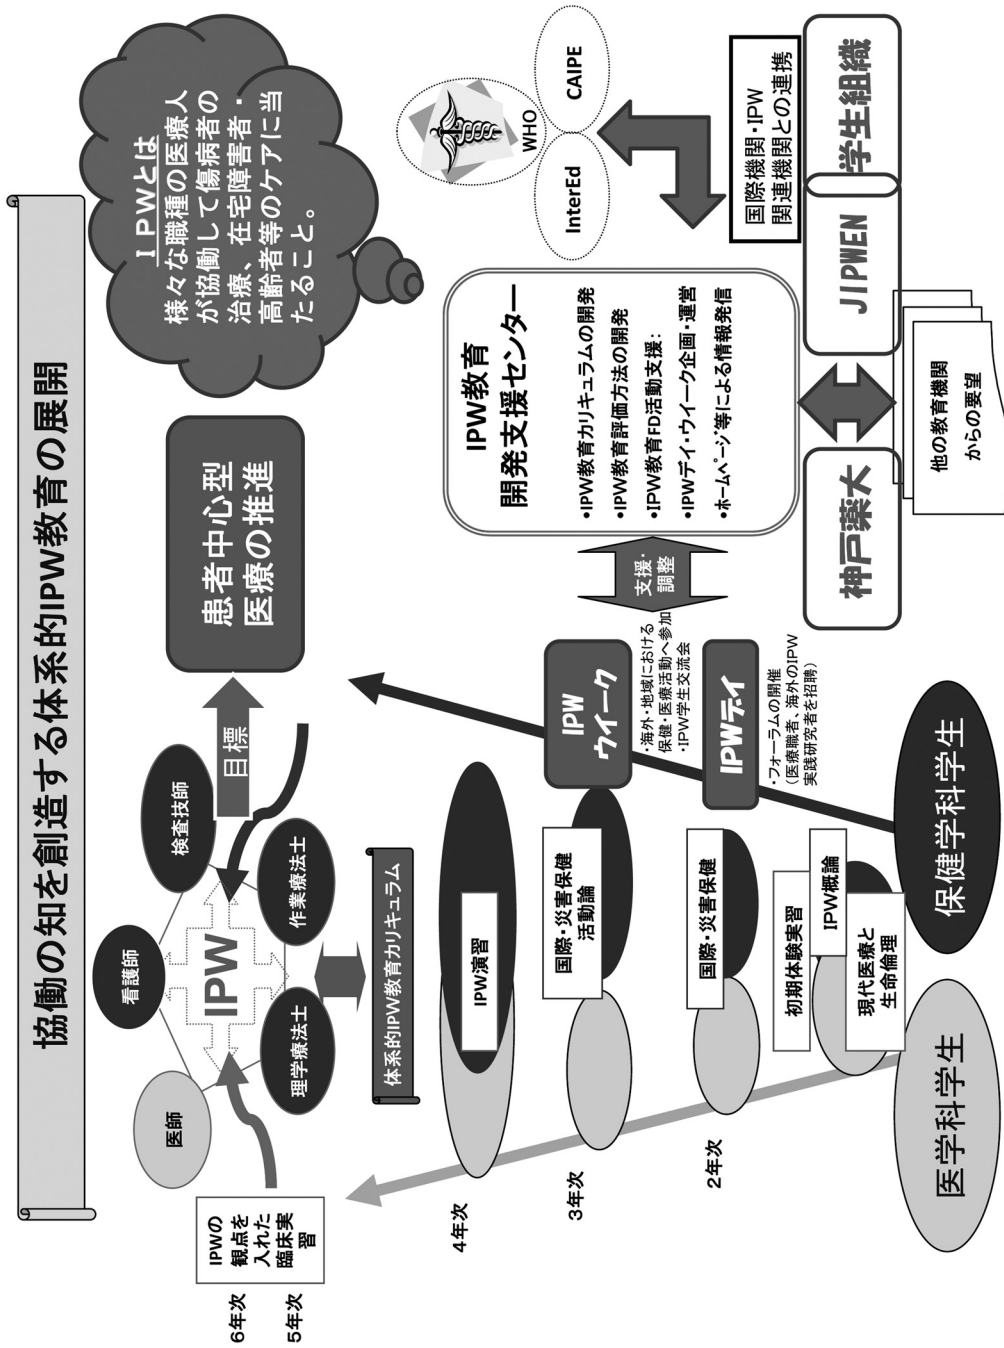 協働の知を創造する体系的IPW教育の展開
ＩＰＷとは
様々な職種の医療人
が協働して傷病者の
治療、在宅障害者・
高齢者等のケアに当
たること。
患者中心型
医療の推進
目標
検査技師
看護師
医師
作業療法士
理学療法士
IPW
IPWの
観点を
入れた
臨床実
習
6年次
5年次
体系的IPW教育カリキュラム
4年次
IPW演習
3年次
国際・災害保健
活動論
2年次
国際・災害保健
初期体験実習
IPW概論
現代医療と
生命倫理
医学科学生
保健学科学生
IPW
ウイーク
・海外・地域における
保健・医療活動へ参加
・IPW学生交流会
IPWデイ
・フォーラムの開催
(医療職者、海外のIPW
実践研究者を招聘)
支援・
調整
IPW教育
開発支援センター
•IPW教育カリキュラムの開発
•IPW教育評価方法の開発
•IPW教育FD活動支援：
•IPWデイ・ウイーク企画・運営
•ホームページ等による情報発信
WHO
InterEd
CAIPE
国際機関・IPW
関連機関との連携
神戸薬大
JIPWEN
学生組織
他の教育機関
からの要望